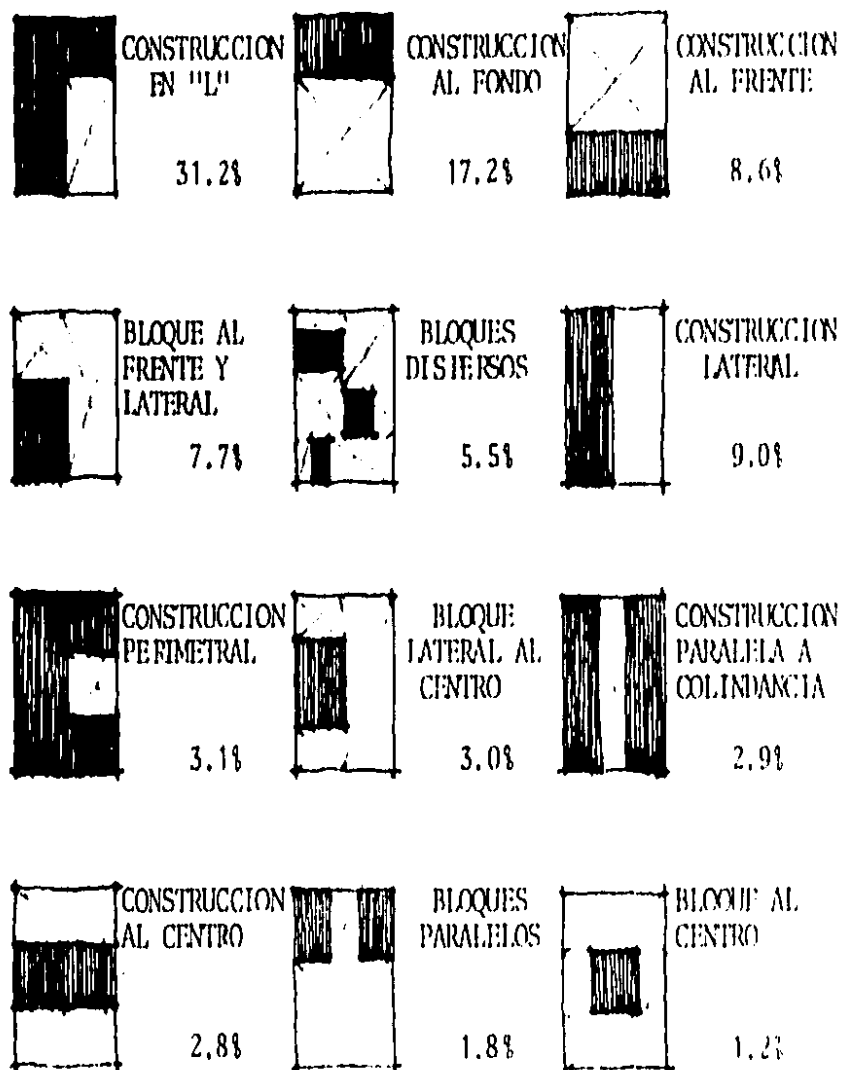 CONSTRUCCION
EN "L"
31.2%
CONSTRUCCION
AL FONDO
17.2%
CONSTRUCCION
AL FRENTE
8.6%
BLOQUE AL
FRENTE Y
LATERAL
7.7%
BLOQUES
DISPERSOS
5.5%
CONSTRUCCION
LATERAL
9.0%
CONSTRUCCION
PERIMETRAL
3.1%
BLOQUE
LATERAL AL
CENTRO
3.0%
CONSTRUCCION
PARALELA A
COLINDANCIA
2.9%
CONSTRUCCION
AL CENTRO
2.8%
BLOQUES
PARALELOS
1.8%
BLOQUE AL
CENTRO
1.2%